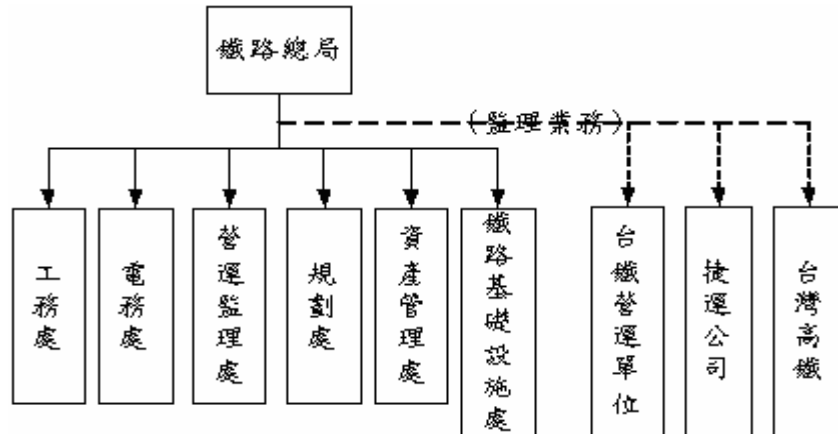 鐵路總局
(監理業務)
工務處
電務處
營運監理處
規劃處
資產管理處
鐵路基礎設施處
台鐵營運單位
捷運公司
台灣高鐵